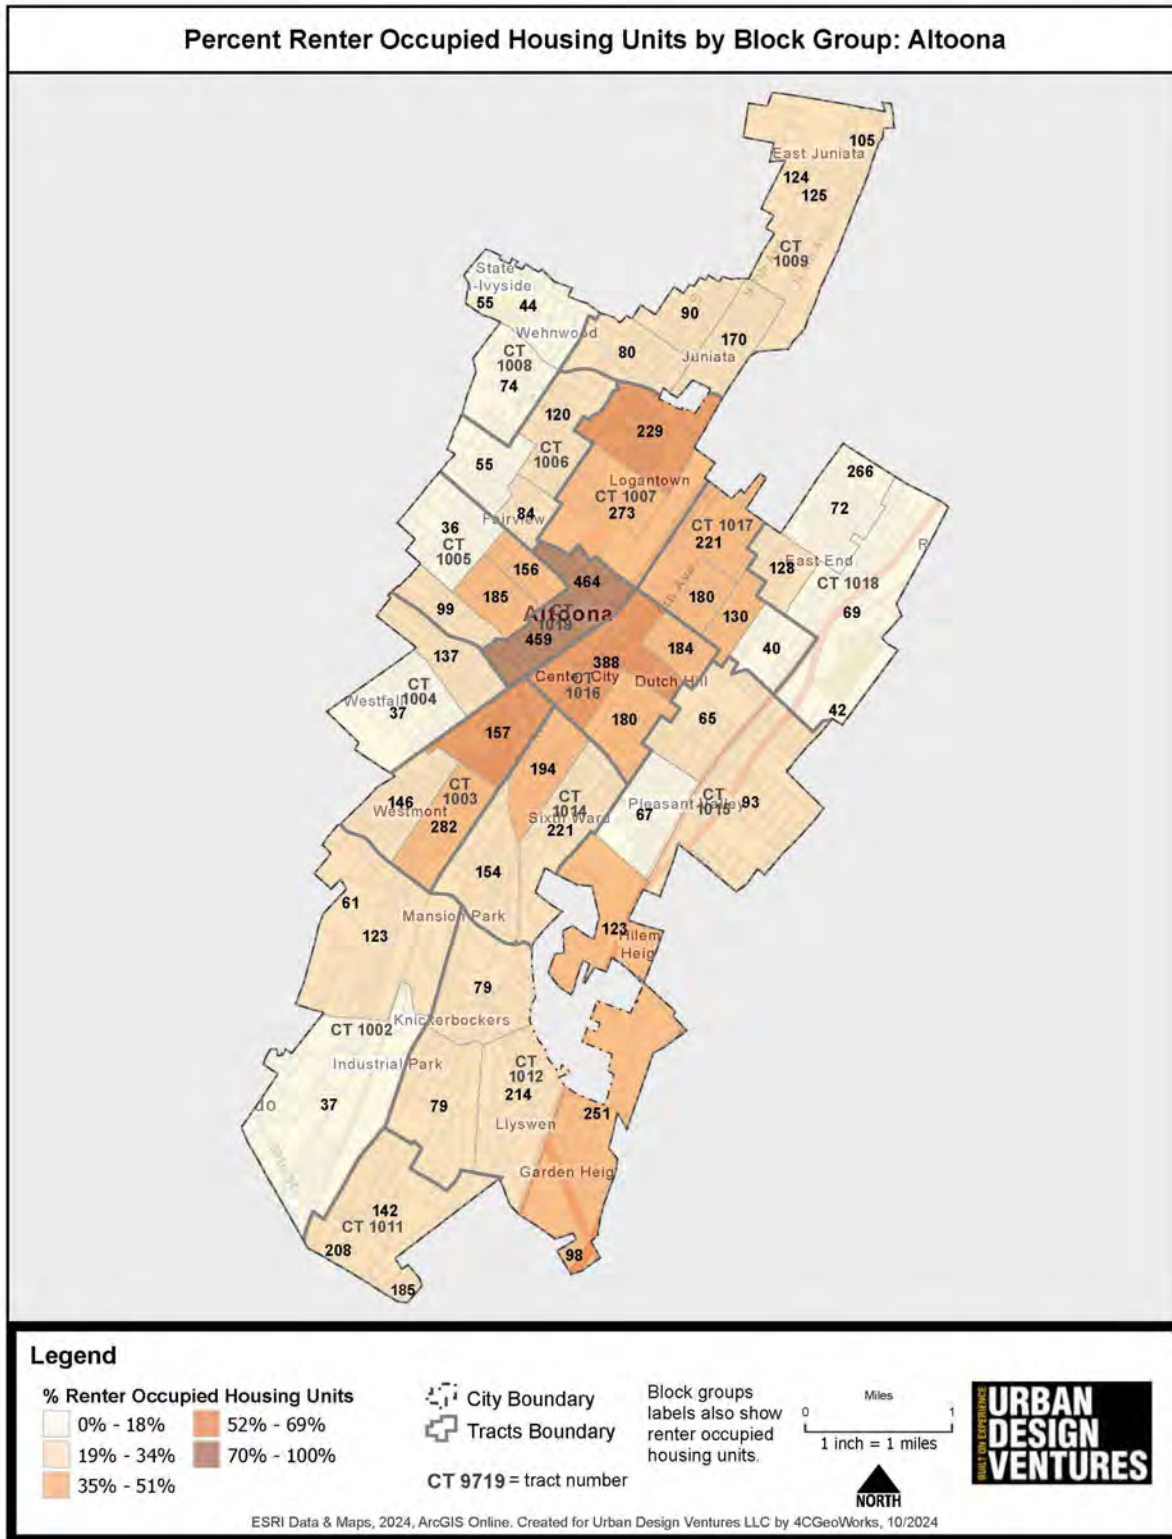 Percent Renter Occupied Housing Units by Block Group: Altoona
105
East Juniata
124
125
CT
1009
State
-Ivyside
55
44
90
Wehnwood
170
80
Juniata
CT
1008
74
120
229
CT
1006
55
Logantown
266
CT 1007
72
84
273
Fairview
36
CT 1017
221
CT
1005
East End
156
128
464
CT 1018
185
180
99
Altoona
CT
1019
130
69
459
184
40
137
388
Center City
CT
1016
Dutch Hill
CT
1004
Westfall
37
42
180
65
157
194
CT
1003
146
Westmont
CT
1014
Pleasant Valley
CT
1015
93
67
Sixth Ward
282
221
154
61
Mansion Park
123
123
Hilem
Heig
79
Knickerbockers
CT 1002
Industrial Park
CT
1012
214
do
37
79
251
Llyswen
Garden Heig
142
CT 1011
208
98
185
Legend
% Renter Occupied Housing Units
0% - 18%
19% - 34%
35% - 51%
52% - 69%
70% - 100%
City Boundary
Tracts Boundary
CT 9719 = tract number
Block groups
labels also show
renter occupied
housing units.
Miles
0 1
1 inch = 1 miles
NORTH
BUILT ON EXPERIENCE
URBAN
DESIGN
VENTURES
ESRI Data & Maps, 2024, ArcGIS Online. Created for Urban Design Ventures LLC by 4CGeoWorks, 10/2024